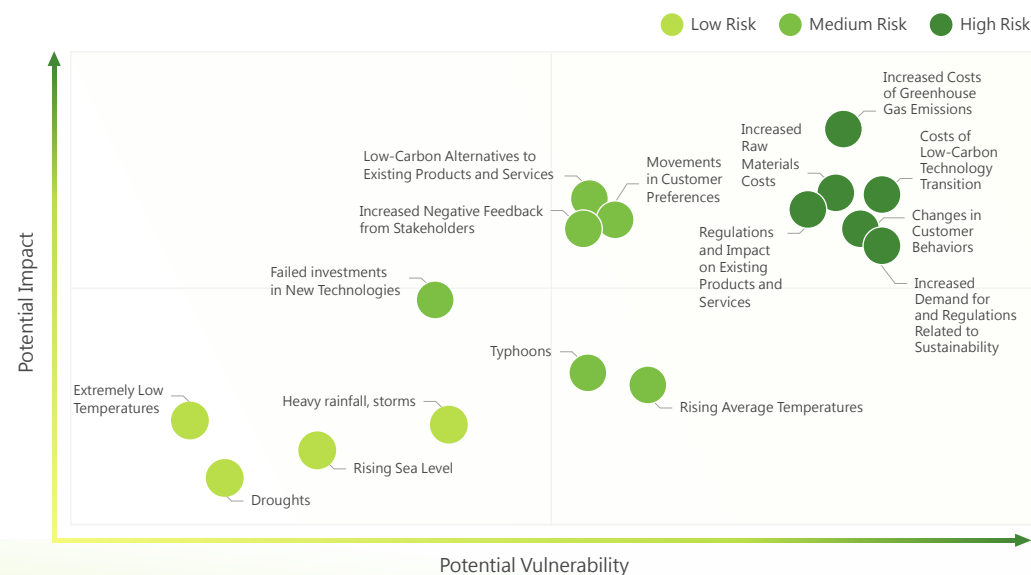 Low Risk
Medium Risk
High Risk
Increased Costs
of Greenhouse
Gas Emissions
Increased
Raw
Materials
Costs
Costs of
Low-Carbon
Technology
Transition
Low-Carbon Alternatives to
Existing Products and Services
Movements
in Customer
Preferences
Increased Negative Feedback
from Stakeholders
Changes in
Customer
Behaviors
Regulations
and Impact
on Existing
Products and
Services
Failed investments
in New Technologies
Increased
Demand for
and Regulations
Related to
Sustainability
Potential Impact
Typhoons
Rising Average Temperatures
Extremely Low
Temperatures
Heavy rainfall, storms
Rising Sea Level
Droughts
Potential Vulnerability